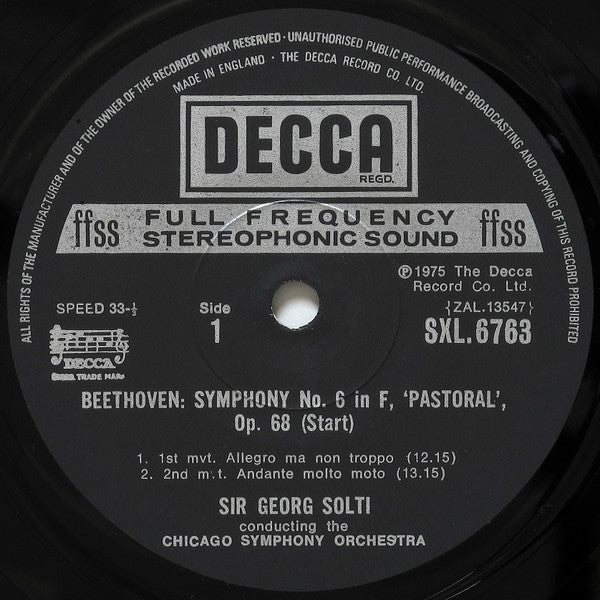 ALL RIGHTS OF THE MANUFACTURER AND OF THE OWNER OF THE RECORDED WORK RESERVED · UNAUTHORISED PUBLIC PERFORMANCE BROADCASTING AND COPYING OF THIS RECORD PROHIBITED
MADE IN ENGLAND · THE DECCA RECORD CO. LTD.
DECCA
REGD.
ffss FULL FREQUENCY STEREOPHONIC SOUND ffss
℗1975 The Decca
Record Co. Ltd.
SPEED 33-⅓
Side
1
{ZAL.13547}
SXL.6763
DECCA
TRADE MARK
BEETHOVEN: SYMPHONY No. 6 in F, 'PASTORAL',
Op. 68 (Start)
1. 1st mvt. Allegro ma non troppo (12.15)
2. 2nd mvt. Andante molto moto (13.15)
SIR GEORG SOLTI
conducting the
CHICAGO SYMPHONY ORCHESTRA